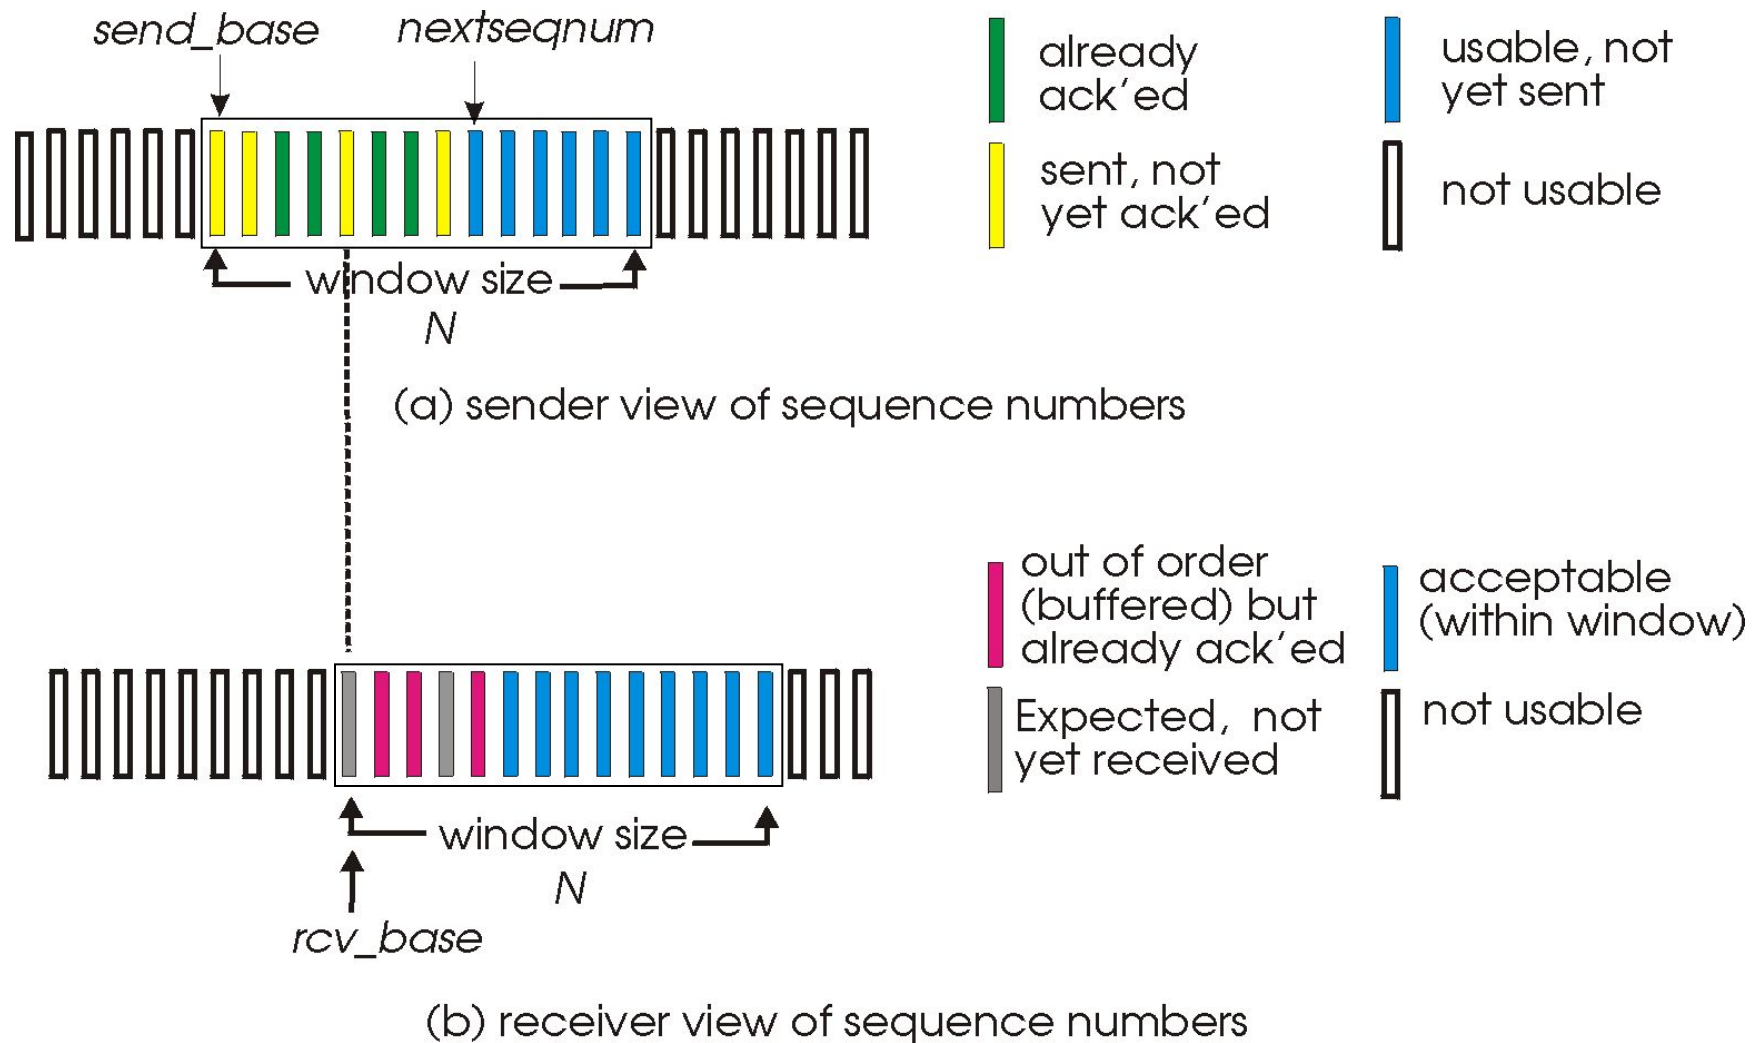 send_base
nextseqnum
already
ack'ed
usable, not
yet sent
sent, not
yet ack'ed
not usable
window size
N
(a) sender view of sequence numbers
out of order
(buffered) but
already ack'ed
acceptable
(within window)
Expected, not
yet received
not usable
window size
N
rcv_base
(b) receiver view of sequence numbers